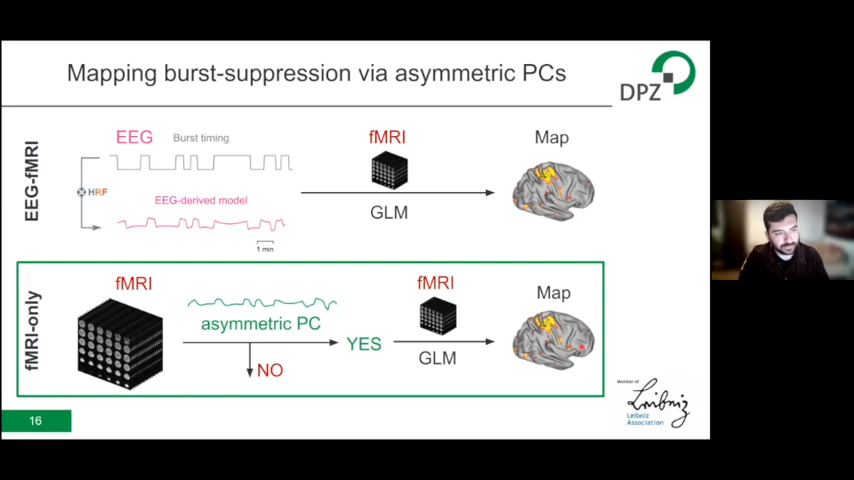 Mapping burst-suppression via asymmetric PCs
DPZ
EEG-fMRI
EEG
Burst timing
HRF
EEG-derived model
1 min
fMRI
GLM
Map
fMRI-only
fMRI
asymmetric PC
NO
YES
fMRI
GLM
Map
16
Member of
Leibniz
Leibniz
Association